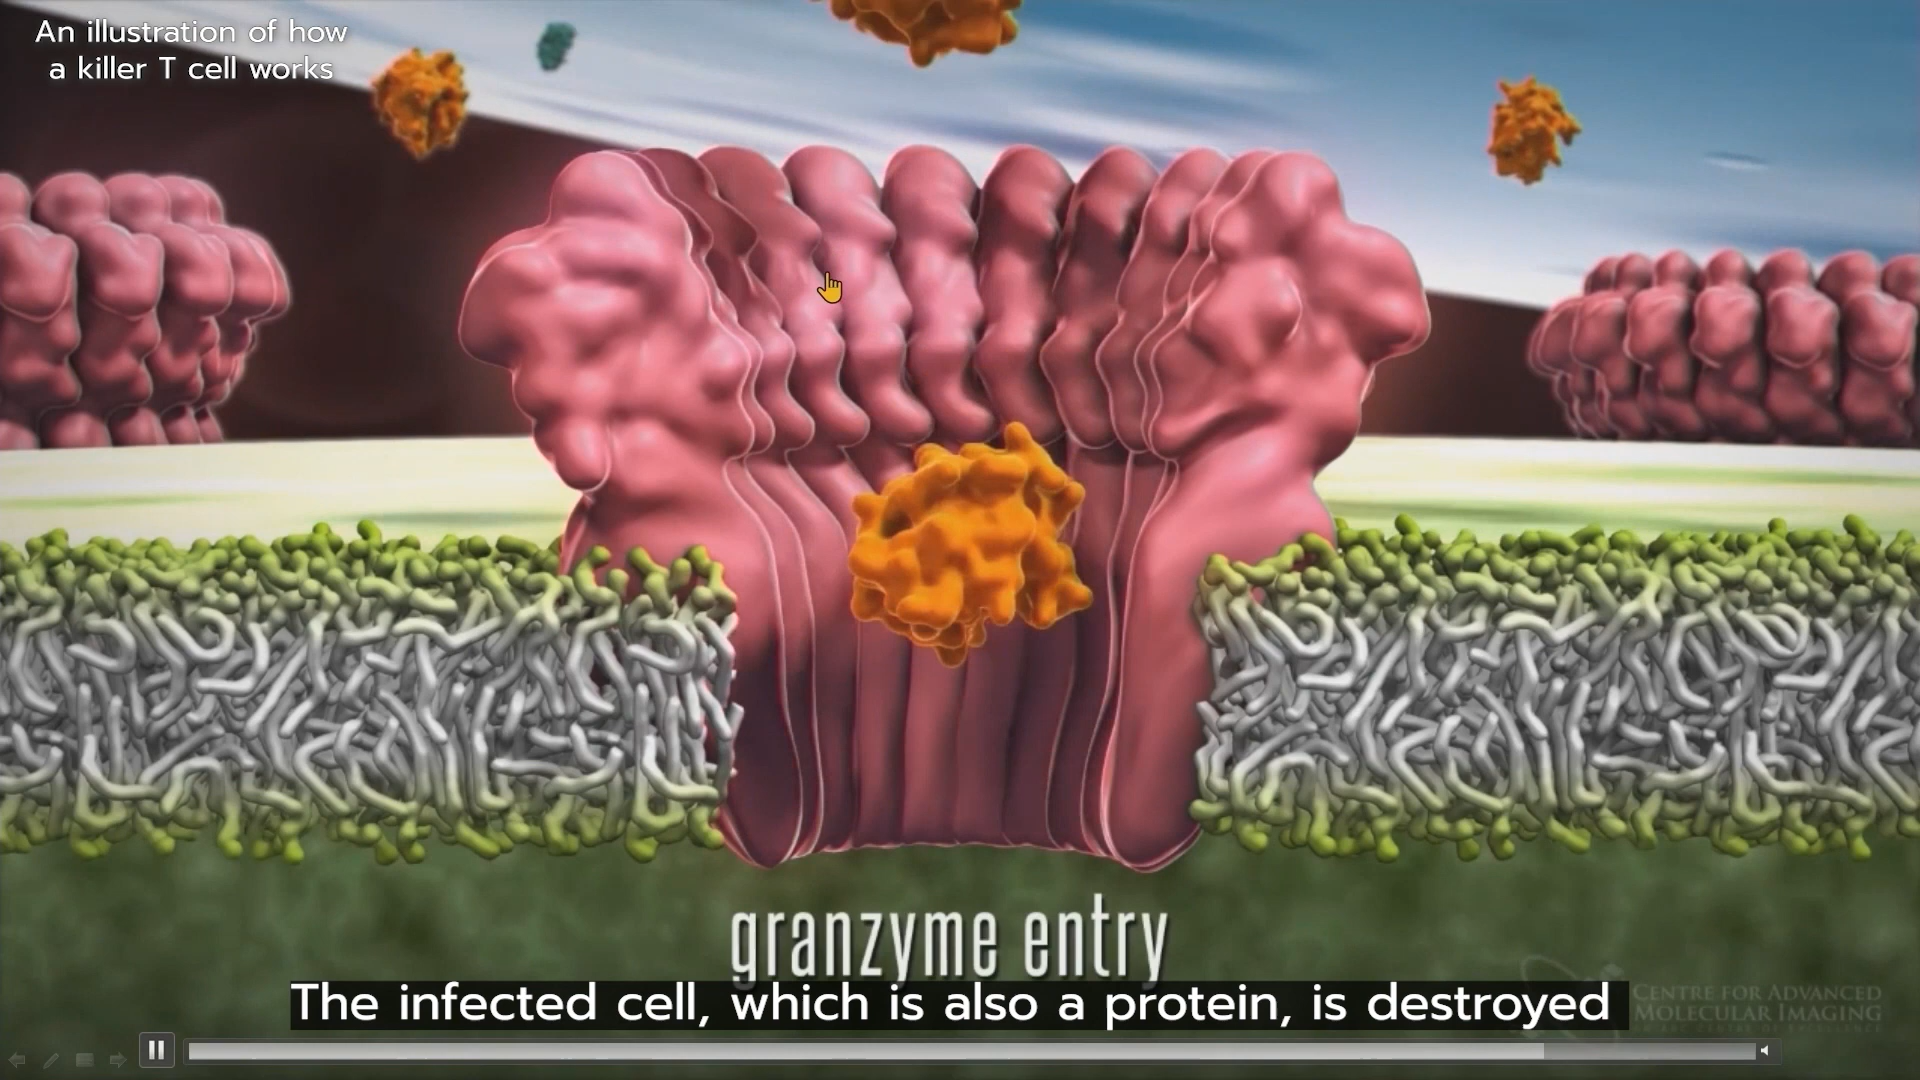 An illustration of how
a killer T cell works
granzyme entry
The infected cell, which is also a protein, is destroyed
CENTRE FOR ADVANCED
MOLECULAR IMAGING